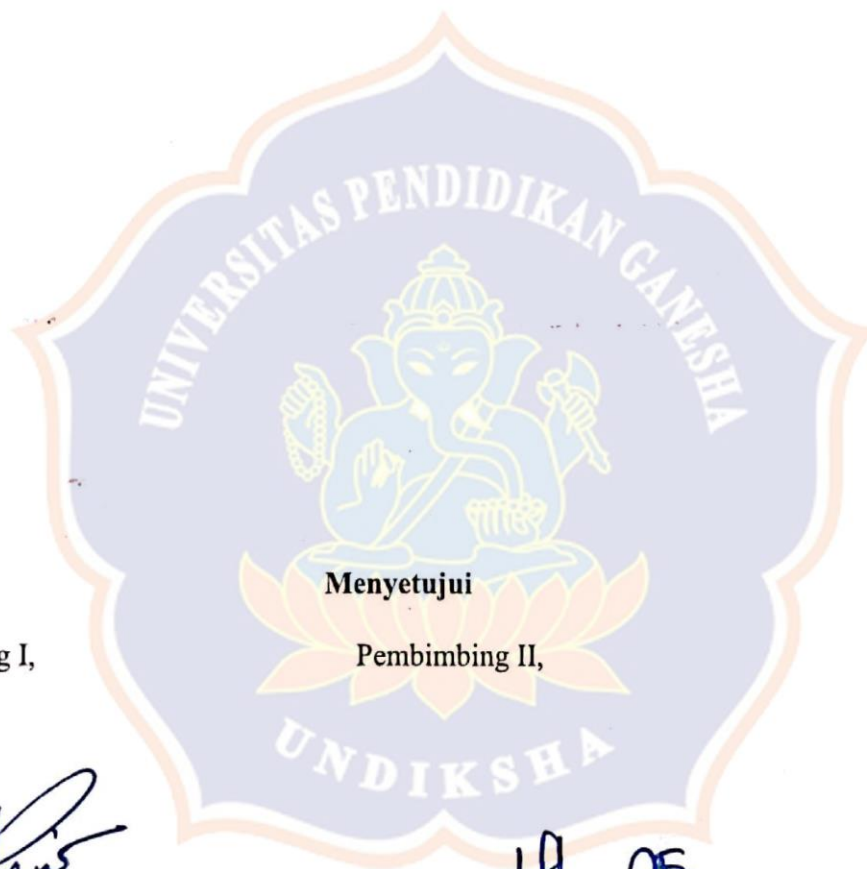 UNIVERSITAS PENDIDIKAN GANESHA
Menyetujui
g I,
Pembimbing II,
UNDIKSHA